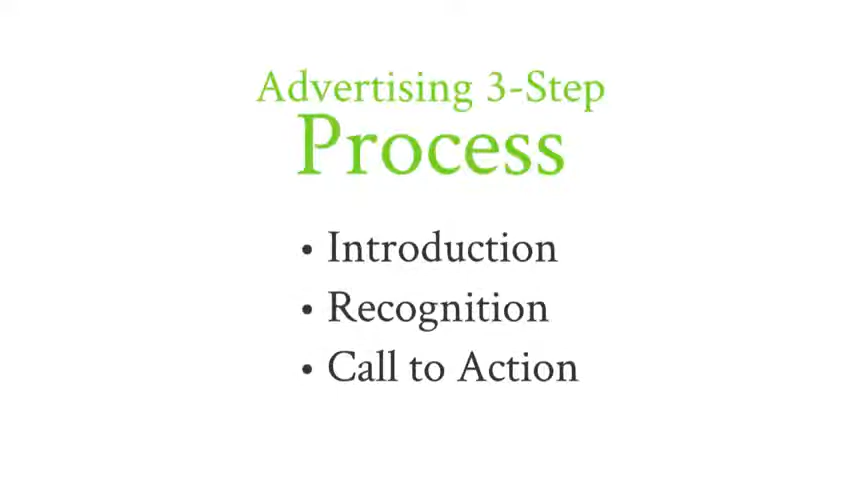 Advertising 3-Step
Process
• Introduction
• Recognition
• Call to Action